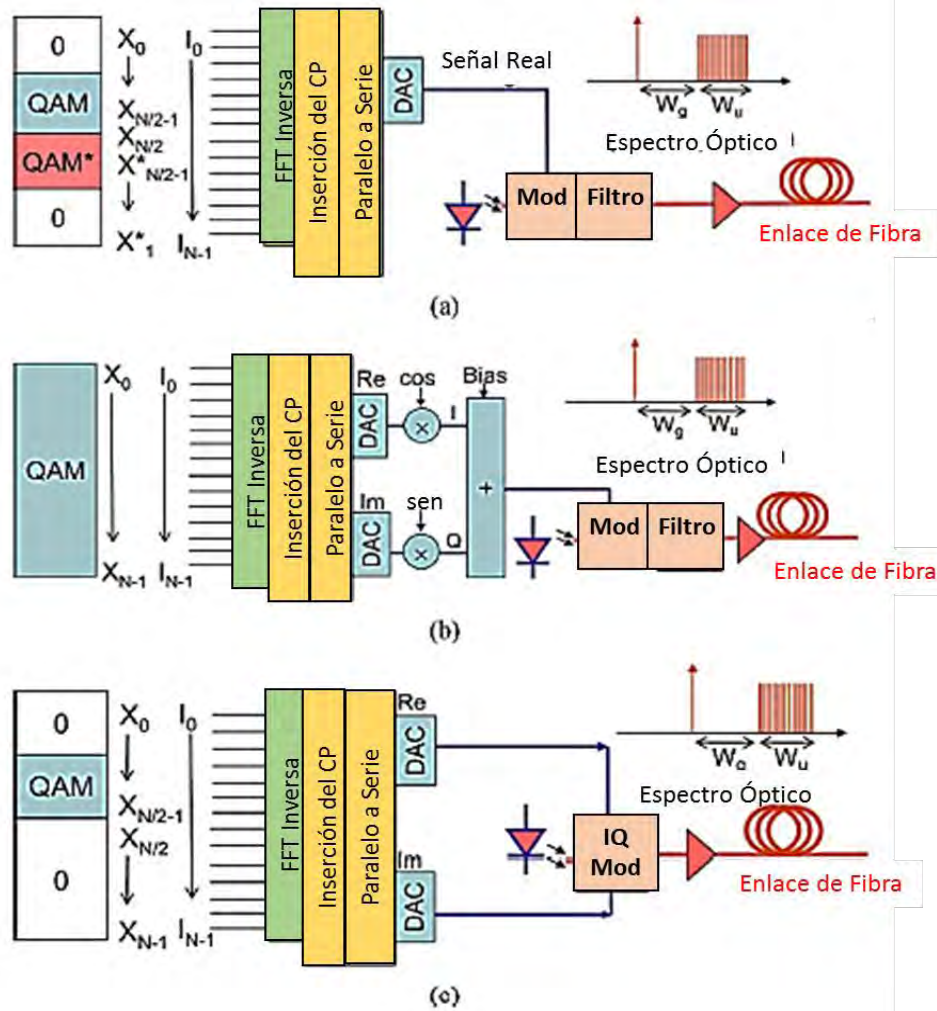 0
QAM
QAM*
0
X0
XN/2-1
XN/2
X*N/2-1
X*1
I0
IN-1
FFT Inversa
Inserción del CP
Paralelo a Serie
DAC
Señal Real
Wg
Wu
Espectro Óptico
Mod
Filtro
Enlace de Fibra
(a)
QAM
X0
XN-1
I0
IN-1
FFT Inversa
Inserción del CP
Paralelo a Serie
Re
DAC
Im
DAC
cos
×
I
sen
×
Q
Bias
+
Wg
Wu
Espectro Óptico
Mod
Filtro
Enlace de Fibra
(b)
0
QAM
0
X0
XN/2-1
XN/2
XN-1
I0
IN-1
FFT Inversa
Inserción del CP
Paralelo a Serie
Re
DAC
Im
DAC
Wg
Wu
Espectro Óptico
IQ
Mod
Enlace de Fibra
(c)